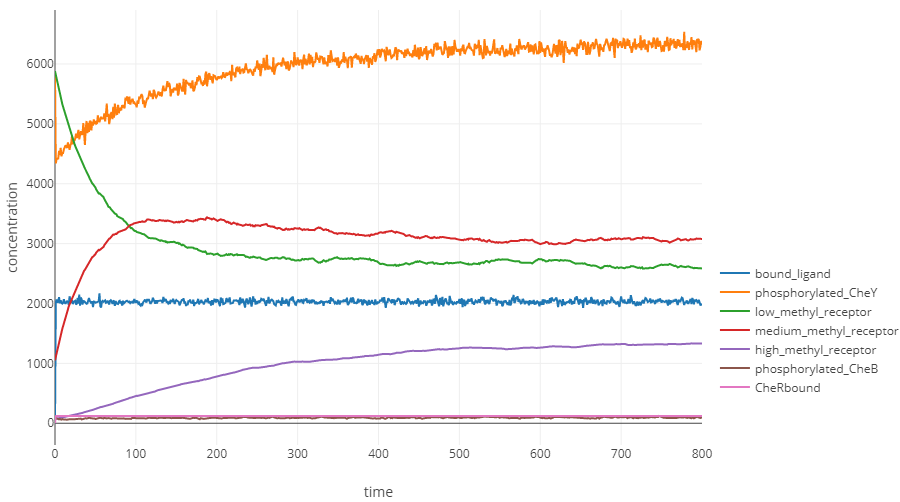 6000
5000
4000
3000
2000
1000
0
concentration
0 100 200 300 400 500 600 700 800
time
bound_ligand
phosphorylated_CheY
low_methyl_receptor
medium_methyl_receptor
high_methyl_receptor
phosphorylated_CheB
CheRbound